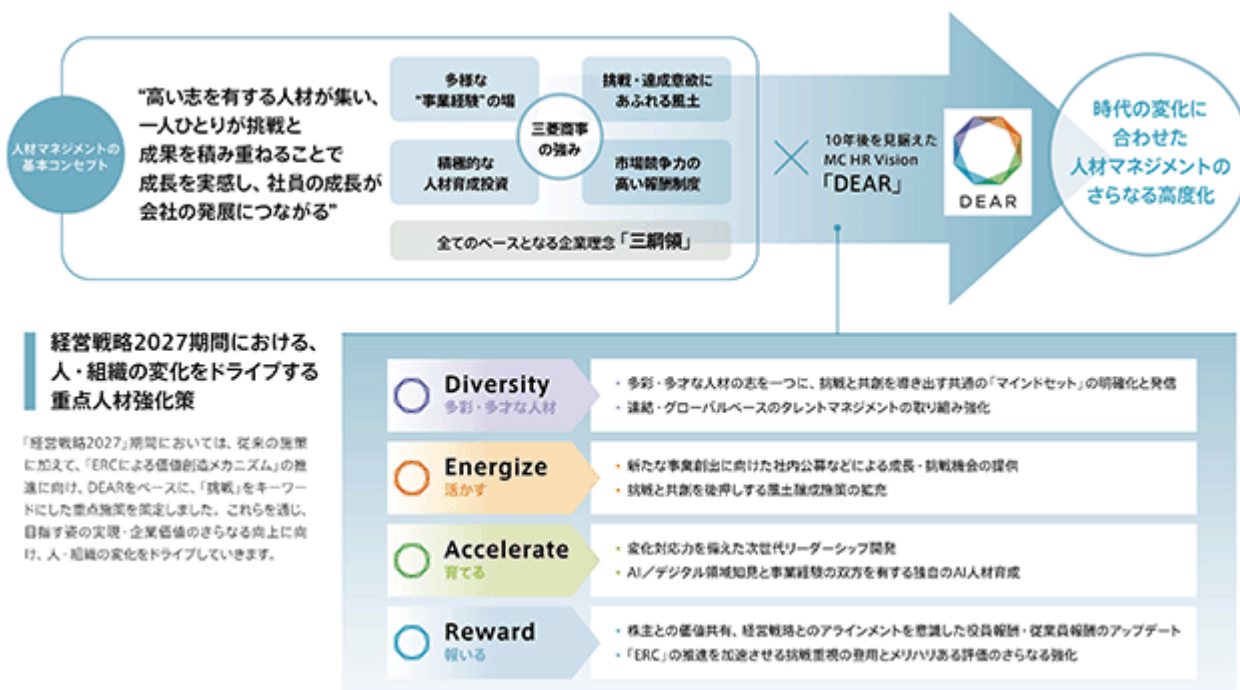 人材マネジメントの
基本コンセプト
"高い志を有する人材が集い、
一人ひとりが挑戦と
成果を積み重ねることで
成長を実感し、社員の成長が
会社の発展につながる"
多様な
"事業経験"の場
挑戦・達成意欲に
あふれる風土
三菱商事
の強み
積極的な
人材育成投資
市場競争力の
高い報酬制度
全てのベースとなる企業理念「三綱領」
10年後を見据えた
MC HR Vision
「DEAR」
DEAR
時代の変化に
合わせた
人材マネジメントの
さらなる高度化
経営戦略2027期間における、
人・組織の変化をドライブする
重点人材強化策
「経営戦略2027」期間においては、従来の施策
に加えて、「ERCによる価値創造メカニズム」の推
進に向け、DEARをベースに、「挑戦」をキーワー
ドにした重点施策を策定しました。これらを通じ、
目指す姿の実現・企業価値のさらなる向上に向
け、人・組織の変化をドライブしていきます。
Diversity
多彩・多才な人材
・多彩・多才な人材の志を一つに、挑戦と共創を導き出す共通の「マインドセット」の明確化と発信
・連結・グローバルベースのタレントマネジメントの取り組み強化
Energize
活かす
・新たな事業創出に向けた社内公募などによる成長・挑戦機会の提供
・挑戦と共創を後押しする風土醸成施策の拡充
Accelerate
育てる
・変化対応力を備えた次世代リーダーシップ開発
・AI／デジタル領域知見と事業経験の双方を有する独自のAI人材育成
Reward
報いる
・株主との価値共有、経営戦略とのアラインメントを意識した役員報酬・従業員報酬のアップデート
・「ERC」の推進を加速させる挑戦重視の登用とメリハリある評価のさらなる強化